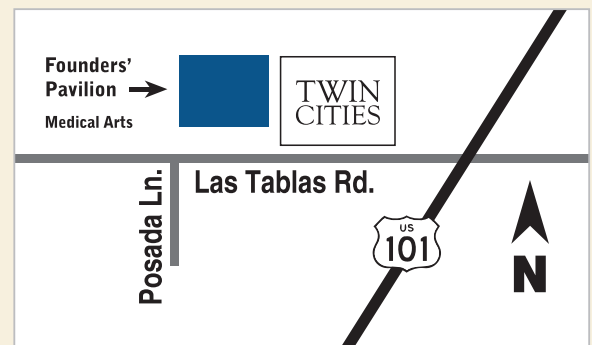 Founders’
Pavilion
Medical Arts
TWIN
CITIES
Las Tablas Rd.
Posada Ln.
US
101
N